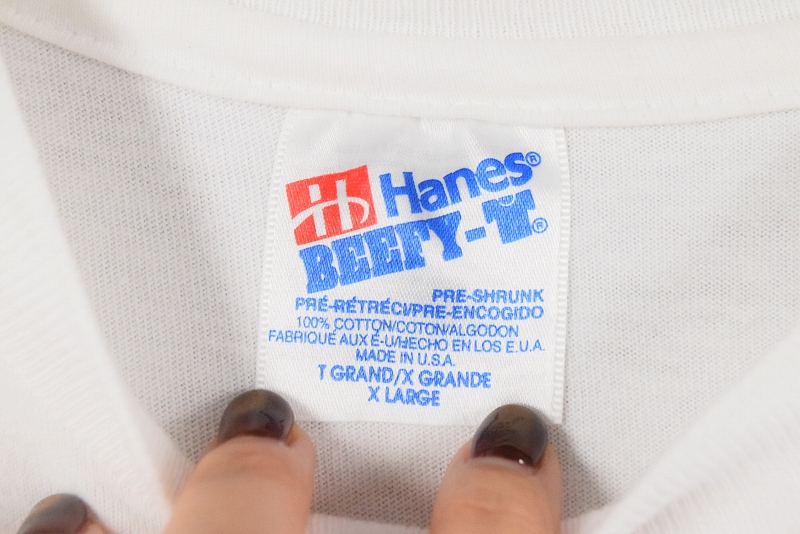 H Hanes®
BEEFY-T®
PRE-SHRUNK
PRÉ-RÉTRÉCI/PRE-ENCOGIDO
100% COTTON/COTON/ALGODON
FABRIQUÉ AUX É-U/HECHO EN LOS E.U.A.
MADE IN U.S.A.
T GRAND/X GRANDE
X LARGE